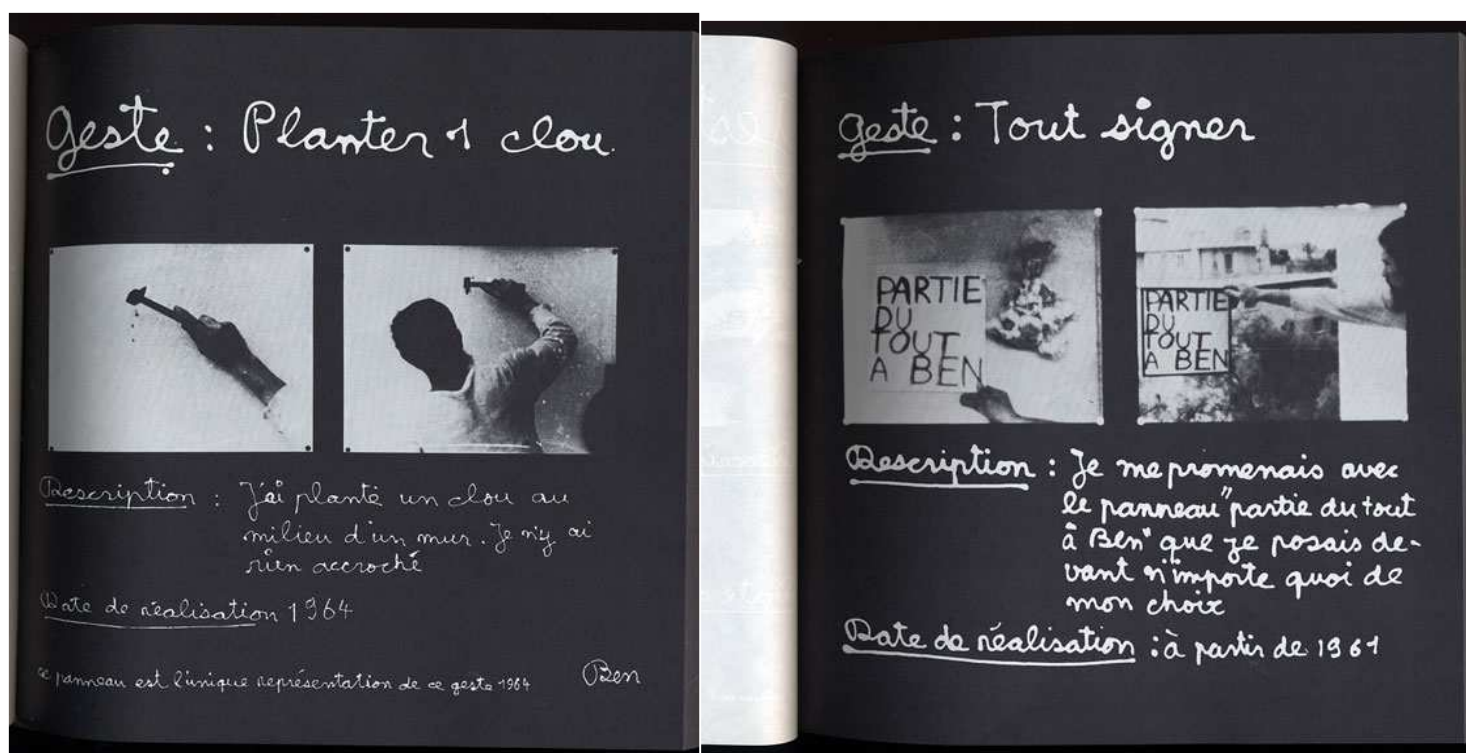 Geste : Planter 1 clou.
Description : J'ai planté un clou au
milieu d'un mur. Je n'y ai
rien accroché
Date de réalisation 1964
ce panneau est l'unique représentation de ce geste 1964
Ben
geste : Tout signer
PARTIE
DU
TOUT
A BEN
PARTIE
DU
TOUT
A BEN
Description : Je me promenais avec
le panneau "partie du tout
à Ben" que je posais de-
vant n'importe quoi de
mon choix
Date de réalisation : à partir de 1961